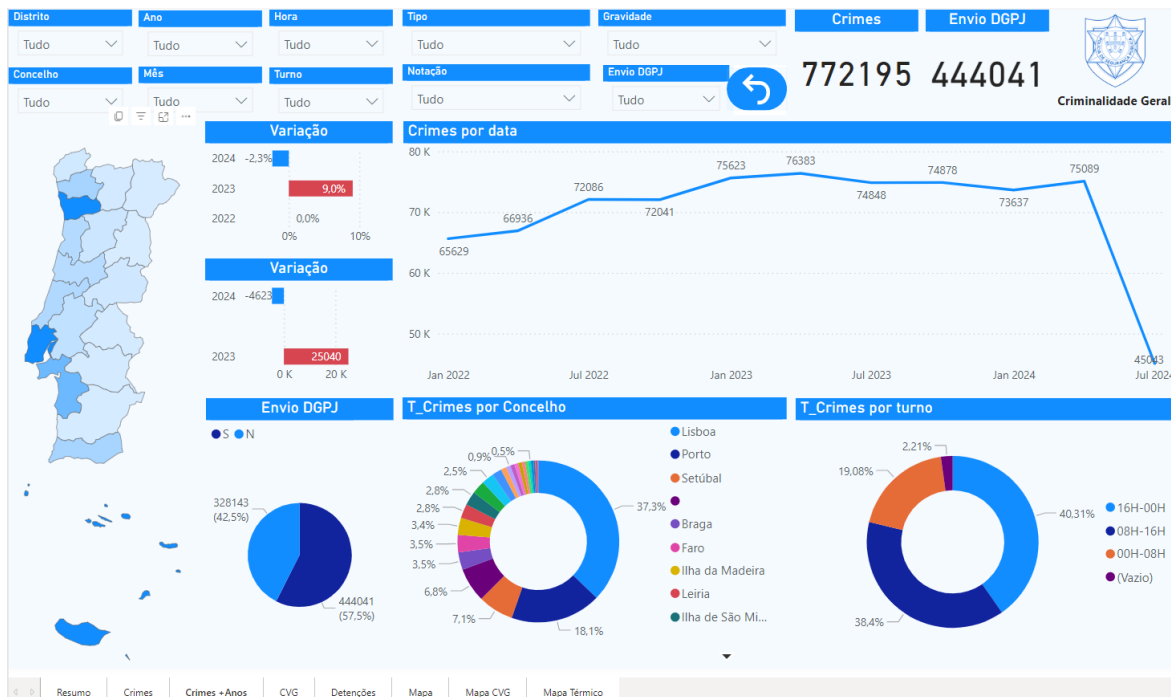 Distrito
Ano
Hora
Tipo
Gravidade
Crimes
Envio DGPJ
Tudo
Tudo
Tudo
Tudo
Tudo
Concelho
Mês
Turno
Notação
Envio DGPJ
772195
444041
Tudo
Tudo
Tudo
Tudo
Tudo
Criminalidade Geral
Variação
2024
-2,3%
2023
9,0%
2022
0,0%
0%
10%
Variação
2024
-4623
2023
25040
0 K
20 K
Crimes por data
80 K
70 K
60 K
50 K
65629
66936
72086
72041
75623
76383
74848
74878
73637
75089
45043
Jan 2022
Jul 2022
Jan 2023
Jul 2023
Jan 2024
Jul 2024
Envio DGPJ
S
N
328143
(42,5%)
444041
(57,5%)
T_Crimes por Concelho
0,5%
0,9%
2,5%
2,8%
2,8%
3,4%
3,5%
3,5%
6,8%
7,1%
18,1%
37,3%
Lisboa
Porto
Setúbal
Braga
Faro
Ilha da Madeira
Leiria
Ilha de São Mi...
T_Crimes por turno
2,21%
19,08%
38,4%
40,31%
16H-00H
08H-16H
00H-08H
(Vazio)
Resumo
Crimes
Crimes +Anos
CVG
Detenções
Mapa
Mapa CVG
Mapa Térmico